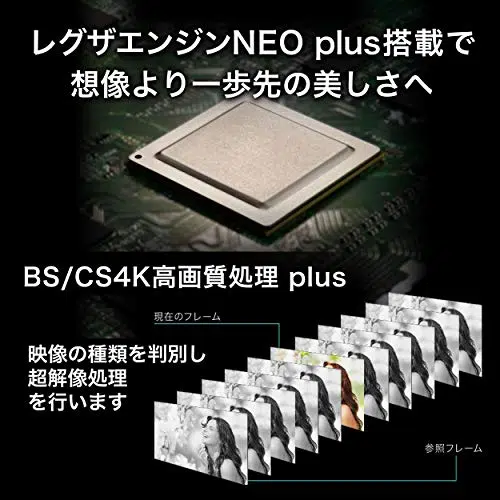 レグザエンジンNEO plus搭載で
想像より一歩先の美しさへ
BS/CS4K高画質処理 plus
現在のフレーム
映像の種類を判別し
超解像処理
を行います
参照フレーム